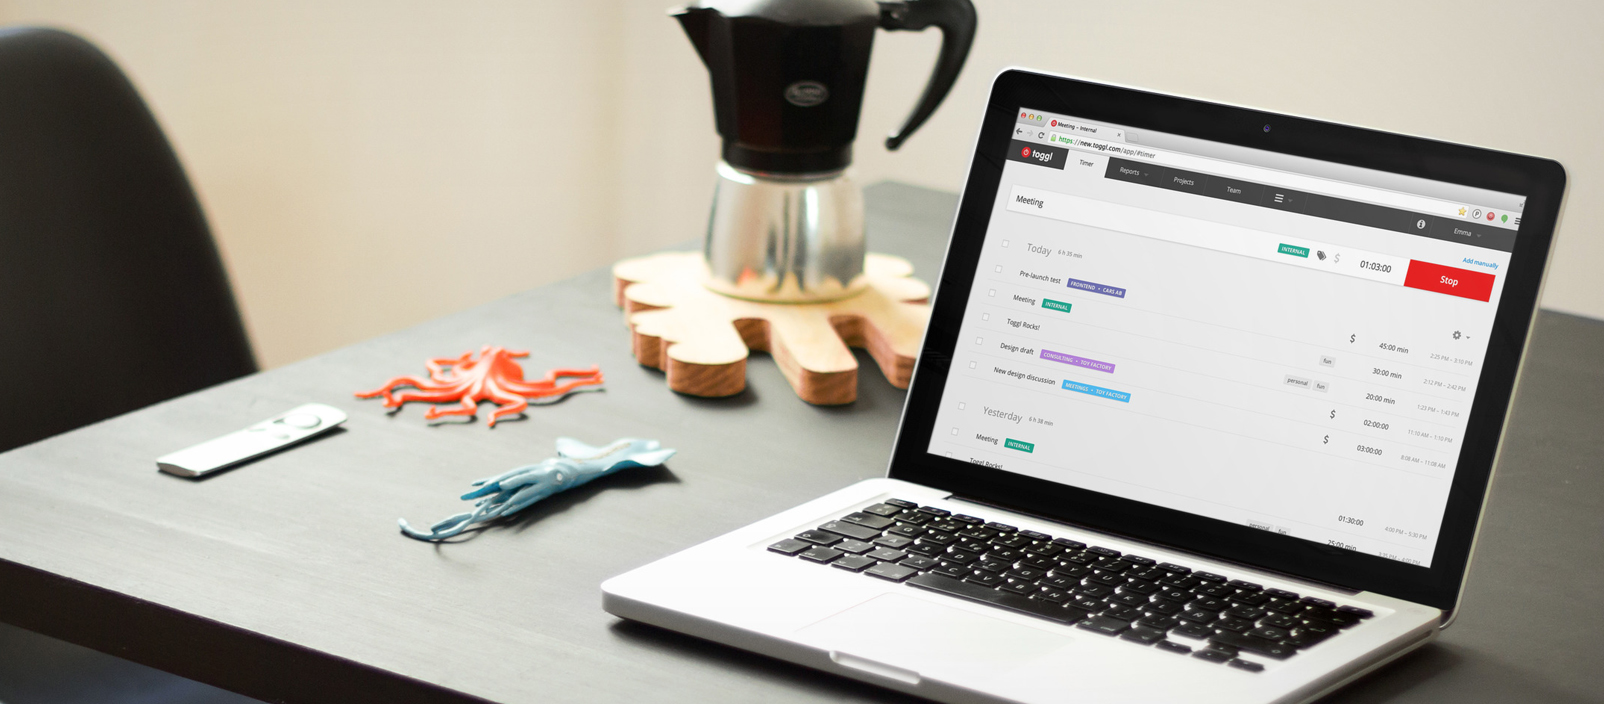 Meeting – Internal
https://new.toggl.com/app/#timer
toggl
Timer
Reports
Projects
Team
Emma
Meeting
INTERNAL
$
01:03:00
Stop
Add manually
Today 6 h 35 min
Pre-launch test FRONTEND • CARS AB $ 45:00 min 2:25 PM – 3:10 PM
Meeting INTERNAL fun 30:00 min 2:12 PM – 2:42 PM
Toggl Rocks! personal fun 20:00 min 1:23 PM – 1:43 PM
Design draft CONSULTING • TOY FACTORY $ 02:00:00 11:10 AM – 1:10 PM
New design discussion MEETINGS • TOY FACTORY $ 03:00:00 8:08 AM – 11:08 AM
Yesterday 6 h 38 min
Meeting INTERNAL 01:30:00 4:00 PM – 5:30 PM
Toggl Rocks! personal fun 25:00 min